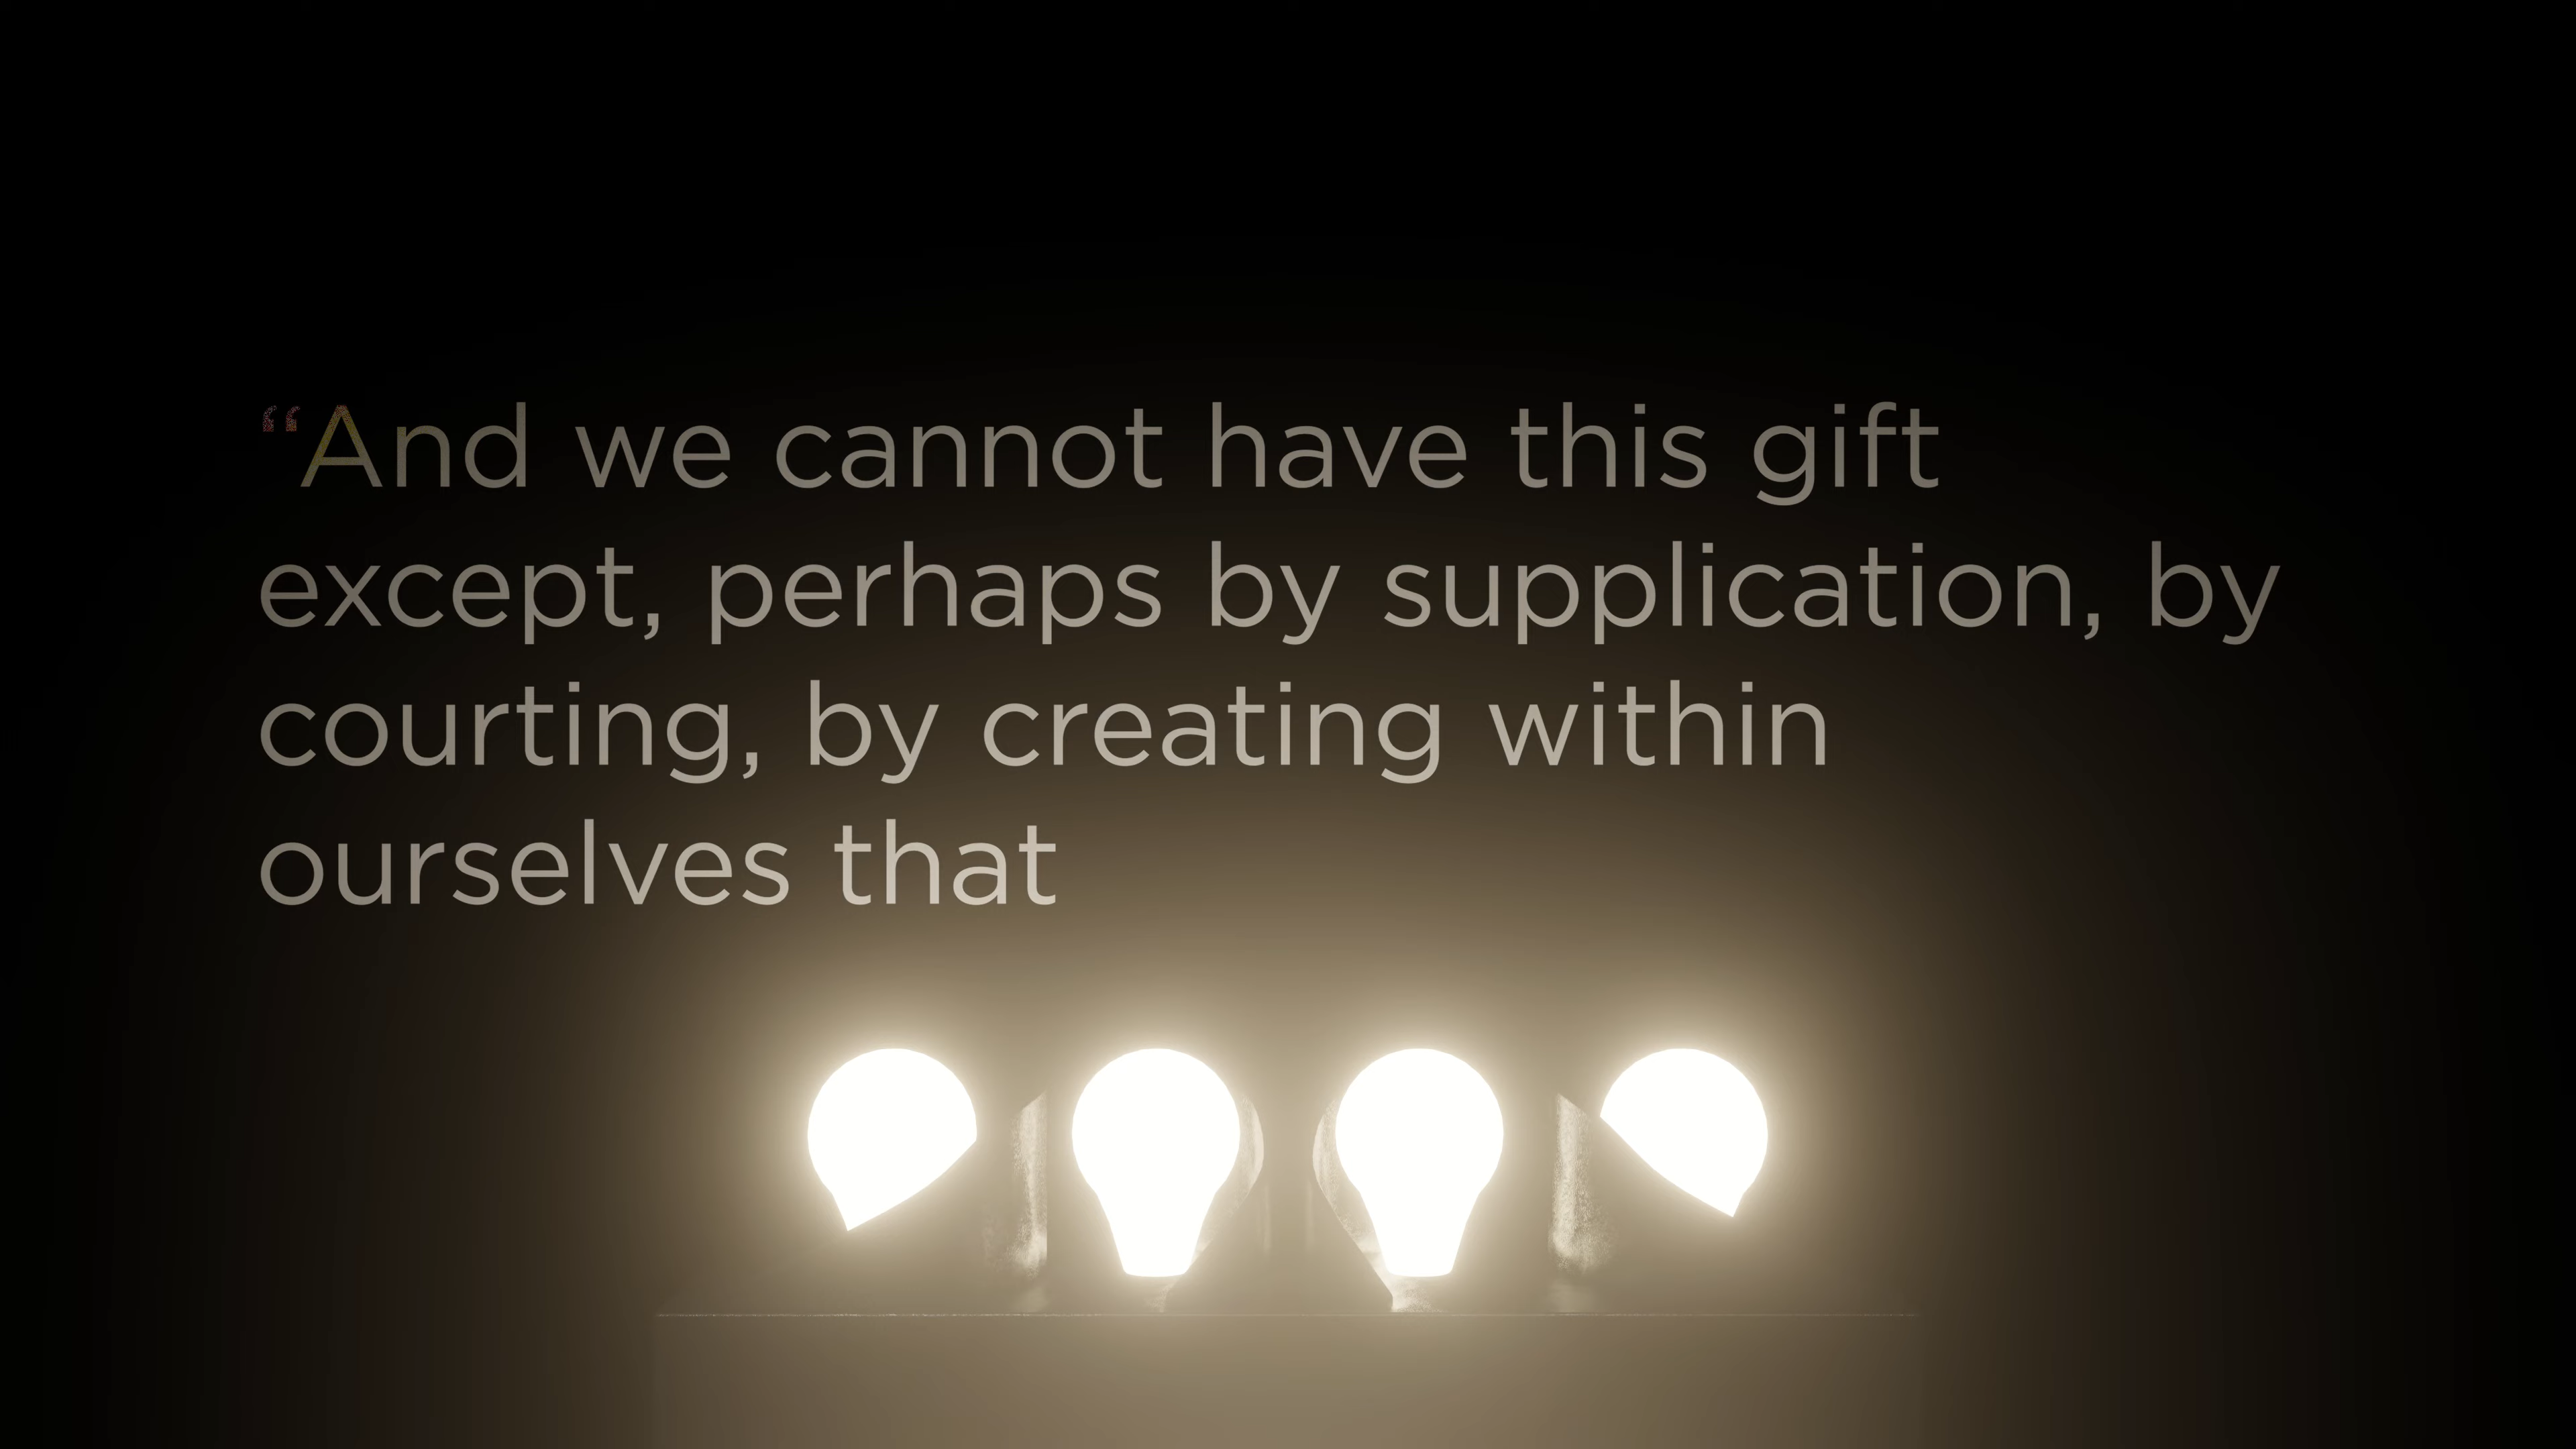 “And we cannot have this gift
except, perhaps by supplication, by
courting, by creating within
ourselves that